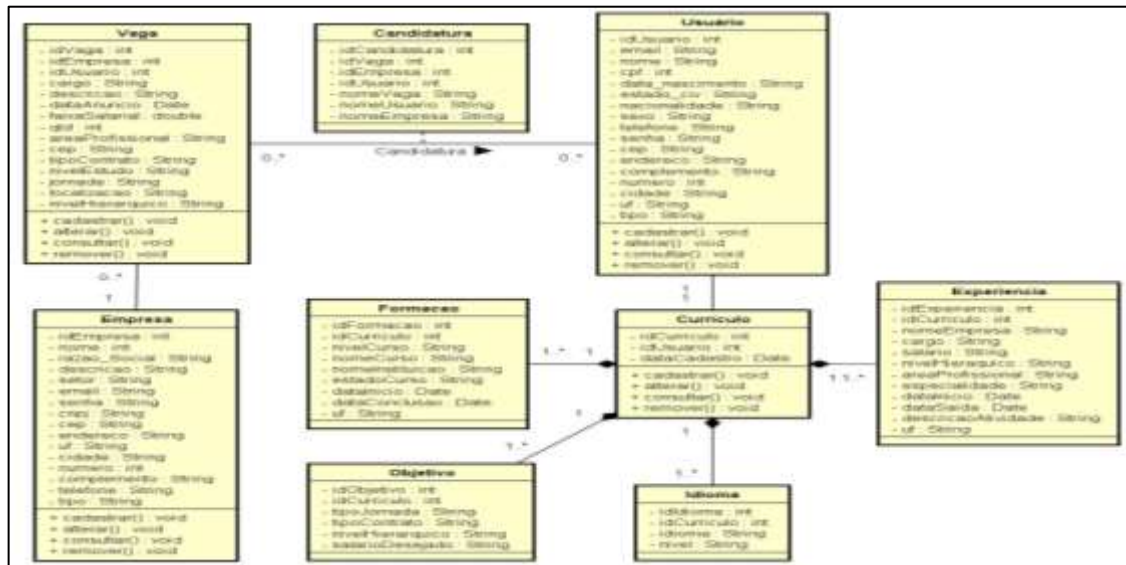 Vaga
- idVaga : int
- idEmpresa : int
- idUsuario : int
- cargo : String
- descricao : String
- dataAnuncio : Date
- faixaSalarial : double
- qtd : int
- areaProfissional : String
- cep : String
- tipoContrato : String
- nivelEstudo : String
- jornada : String
- localizacao : String
- nivelHierarquico : String
+ cadastrar() : void
+ alterar() : void
+ consultar() : void
+ remover() : void
Candidatura
- idCandidatura : int
- idVaga : int
- idEmpresa : int
- idUsuario : int
- nomeVaga : String
- nomeUsuario : String
- nomeEmpresa : String
0..*
Candidatura
0..*
Usuário
- idUsuario : int
- email : String
- nome : String
- cpf : int
- data_nascimento : String
- estado_civ : String
- nacionalidade : String
- sexo : String
- telefone : String
- senha : String
- cep : String
- endereco : String
- complemento : String
- numero : int
- cidade : String
- uf : String
- tipo : String
+ cadastrar() : void
+ alterar() : void
+ consultar() : void
+ remover() : void
0..*
1
Empresa
- idEmpresa : int
- nome : int
- razao_Social : String
- descricao : String
- setor : String
- email : String
- senha : String
- cnpj : String
- cep : String
- endereco : String
- uf : String
- cidade : String
- numero : int
- complemento : String
- telefone : String
- tipo : String
+ cadastrar() : void
+ alterar() : void
+ consultar() : void
+ remover() : void
Formacao
- idFormacao : int
- idCurriculo : int
- nivelCurso : String
- nomeCurso : String
- nomeInstituicao : String
- estadoCurso : String
- dataInicio : Date
- dataConclusao : Date
- uf : String
1..*
1
1
1
Curriculo
- idCurriculo : int
- idUsuario : int
- dataCadastro : Date
+ cadastrar() : void
+ alterar() : void
+ consultar() : void
+ remover() : void
1
1..*
Experiencia
- idExperiencia : int
- idCurriculo : int
- nomeEmpresa : String
- cargo : String
- salario : String
- nivelHieraquico : String
- areaProfissional : String
- especialidade : String
- dataInicio : Date
- dataSaida : Date
- descricaoAtividade : String
- uf : String
1
1..*
Objetivo
- idObjetivo : int
- idCurriculo : int
- tipoJornada : String
- tipoContrato : String
- nivelHierarquico : String
- salarioDesejado : String
1
1..*
Idioma
- idIdioma : int
- idCurriculo : int
- idioma : String
- nivel : String